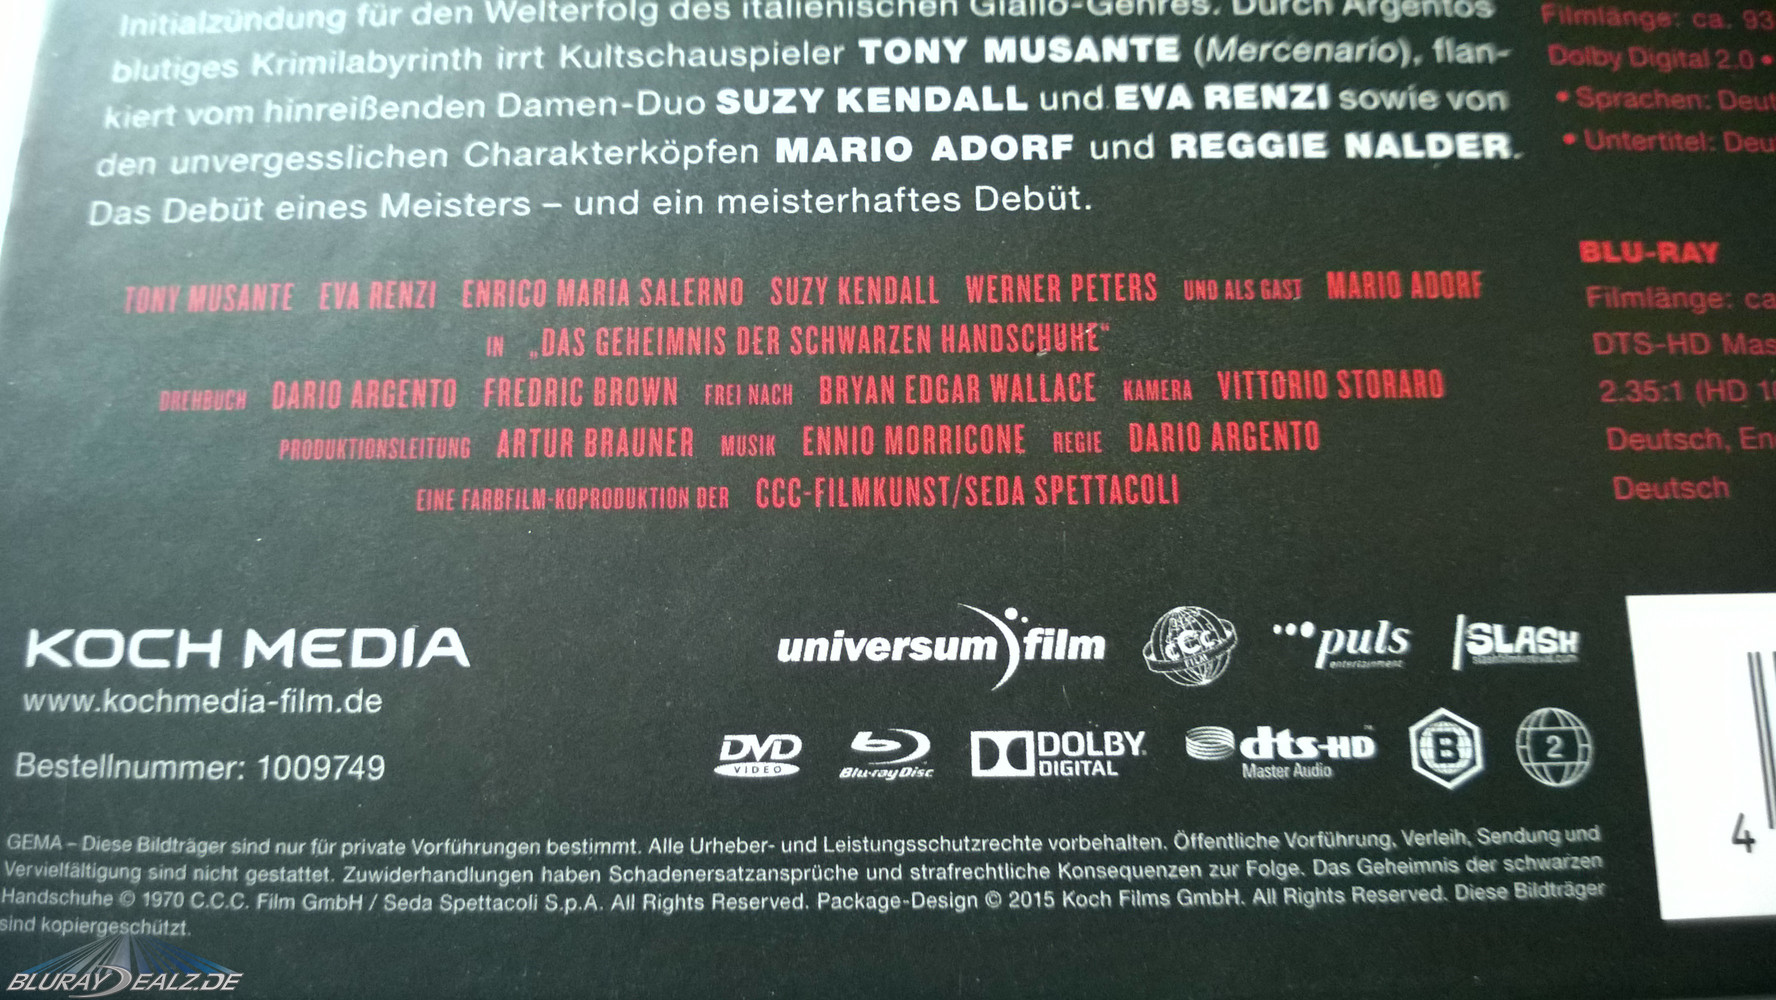 Initialzündung für den Welterfolg des italienischen Giallo-Genres. Durch Argentos
blutiges Krimilabyrinth irrt Kultschauspieler TONY MUSANTE (Mercenario), flan-
kiert vom hinreißenden Damen-Duo SUZY KENDALL und EVA RENZI sowie von
den unvergesslichen Charakterköpfen MARIO ADORF und REGGIE NALDER.
Das Debüt eines Meisters – und ein meisterhaftes Debüt.
TONY MUSANTE EVA RENZI ENRICO MARIA SALERNO SUZY KENDALL WERNER PETERS UND ALS GAST MARIO ADORF
IN „DAS GEHEIMNIS DER SCHWARZEN HANDSCHUHE“
DREHBUCH DARIO ARGENTO FREDRIC BROWN FREI NACH BRYAN EDGAR WALLACE KAMERA VITTORIO STORARO
PRODUKTIONSLEITUNG ARTUR BRAUNER MUSIK ENNIO MORRICONE REGIE DARIO ARGENTO
EINE FARBFILM-KOPRODUKTION DER CCC-FILMKUNST/SEDA SPETTACOLI
Filmlänge: ca. 93
Dolby Digital 2.0 •
• Sprachen: Deut
• Untertitel: Deu
BLU-RAY
Filmlänge: ca
DTS-HD Mas
2.35:1 (HD 10
Deutsch, En
Deutsch
KOCH MEDIA
www.kochmedia-film.de
Bestellnummer: 1009749
universum film
CCC FILM
puls entertainment
SLASH
DVD VIDEO
Blu-ray Disc
DOLBY DIGITAL
dts-HD Master Audio
B
2
4
GEMA – Diese Bildträger sind nur für private Vorführungen bestimmt. Alle Urheber- und Leistungsschutzrechte vorbehalten. Öffentliche Vorführung, Verleih, Sendung und
Vervielfältigung sind nicht gestattet. Zuwiderhandlungen haben Schadenersatzansprüche und strafrechtliche Konsequenzen zur Folge. Das Geheimnis der schwarzen
Handschuhe © 1970 C.C.C. Film GmbH / Seda Spettacoli S.p.A. All Rights Reserved. Package-Design © 2015 Koch Films GmbH. All Rights Reserved. Diese Bildträger
sind kopiergeschützt.
BLURAYDEALZ.DE